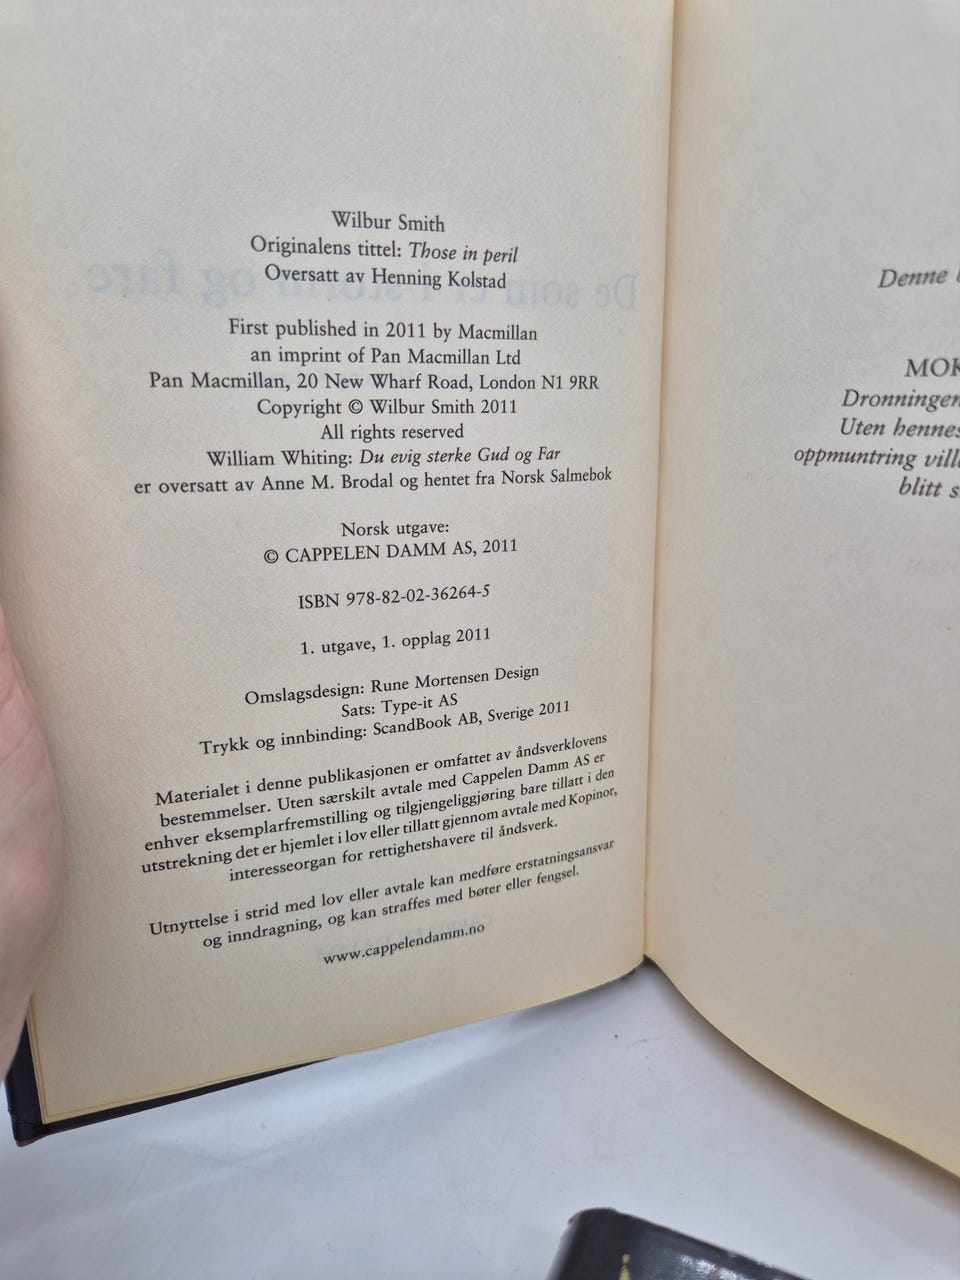 Wilbur Smith
Originalens tittel: Those in peril
Oversatt av Henning Kolstad
First published in 2011 by Macmillan
an imprint of Pan Macmillan Ltd
Pan Macmillan, 20 New Wharf Road, London N1 9RR
Copyright © Wilbur Smith 2011
All rights reserved
William Whiting: Du evig sterke Gud og Far
er oversatt av Anne M. Brodal og hentet fra Norsk Salmebok
Norsk utgave:
© CAPPELEN DAMM AS, 2011
ISBN 978-82-02-36264-5
1. utgave, 1. opplag 2011
Omslagsdesign: Rune Mortensen Design
Sats: Type-it AS
Trykk og innbinding: ScandBook AB, Sverige 2011
Materialet i denne publikasjonen er omfattet av åndsverklovens
bestemmelser. Uten særskilt avtale med Cappelen Damm AS er
enhver eksemplarfremstilling og tilgjengeliggjøring bare tillatt i den
utstrekning det er hjemlet i lov eller tillatt gjennom avtale med Kopinor,
interesseorgan for rettighetshavere til åndsverk.
Utnyttelse i strid med lov eller avtale kan medføre erstatningsansvar
og inndragning, og kan straffes med bøter eller fengsel.
www.cappelendamm.no
Denne
MOK
Dronningen
Uten hennes
oppmuntring
blitt